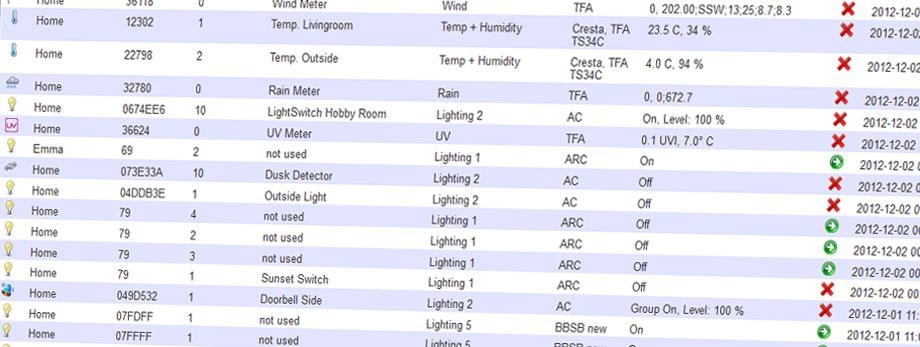 Home 36118 0 Wind Meter Wind TFA 0, 202.00;SSW;13;25;8.7;8.3 2012-12-0
Home 12302 1 Temp. Livingroom Temp + Humidity Cresta, TFA TS34C 23.5 C, 34 % 2012-12-02
Home 22798 2 Temp. Outside Temp + Humidity Cresta, TFA TS34C 4.0 C, 94 % 2012-12-02
Home 32780 0 Rain Meter Rain TFA 0, 0;672.7 2012-12-02
Home 0674EE6 10 LightSwitch Hobby Room Lighting 2 AC On, Level: 100 % 2012-12-02
UV Home 36624 0 UV Meter UV TFA 0.1 UVI, 7.0° C 2012-12-02
Emma 69 2 not used Lighting 1 ARC On 2012-12-02 0
Home 073E33A 10 Dusk Detector Lighting 2 AC Off 2012-12-02 0
Home 04DDB3E 1 Outside Light Lighting 2 AC Off 2012-12-02 0
Home 79 4 not used Lighting 1 ARC Off 2012-12-02 0
Home 79 2 not used Lighting 1 ARC Off 2012-12-02 00
Home 79 3 not used Lighting 1 ARC Off 2012-12-02 00
Home 79 1 Sunset Switch Lighting 1 ARC Off 2012-12-02 00
Home 049D532 1 Doorbell Side Lighting 2 AC Group On, Level: 100 % 2012-12-01 11:
Home 07FDFF 1 not used Lighting 5 BBSB new On 2012-12-01 11:
Home 07FFFF 1 not used Lighting 5